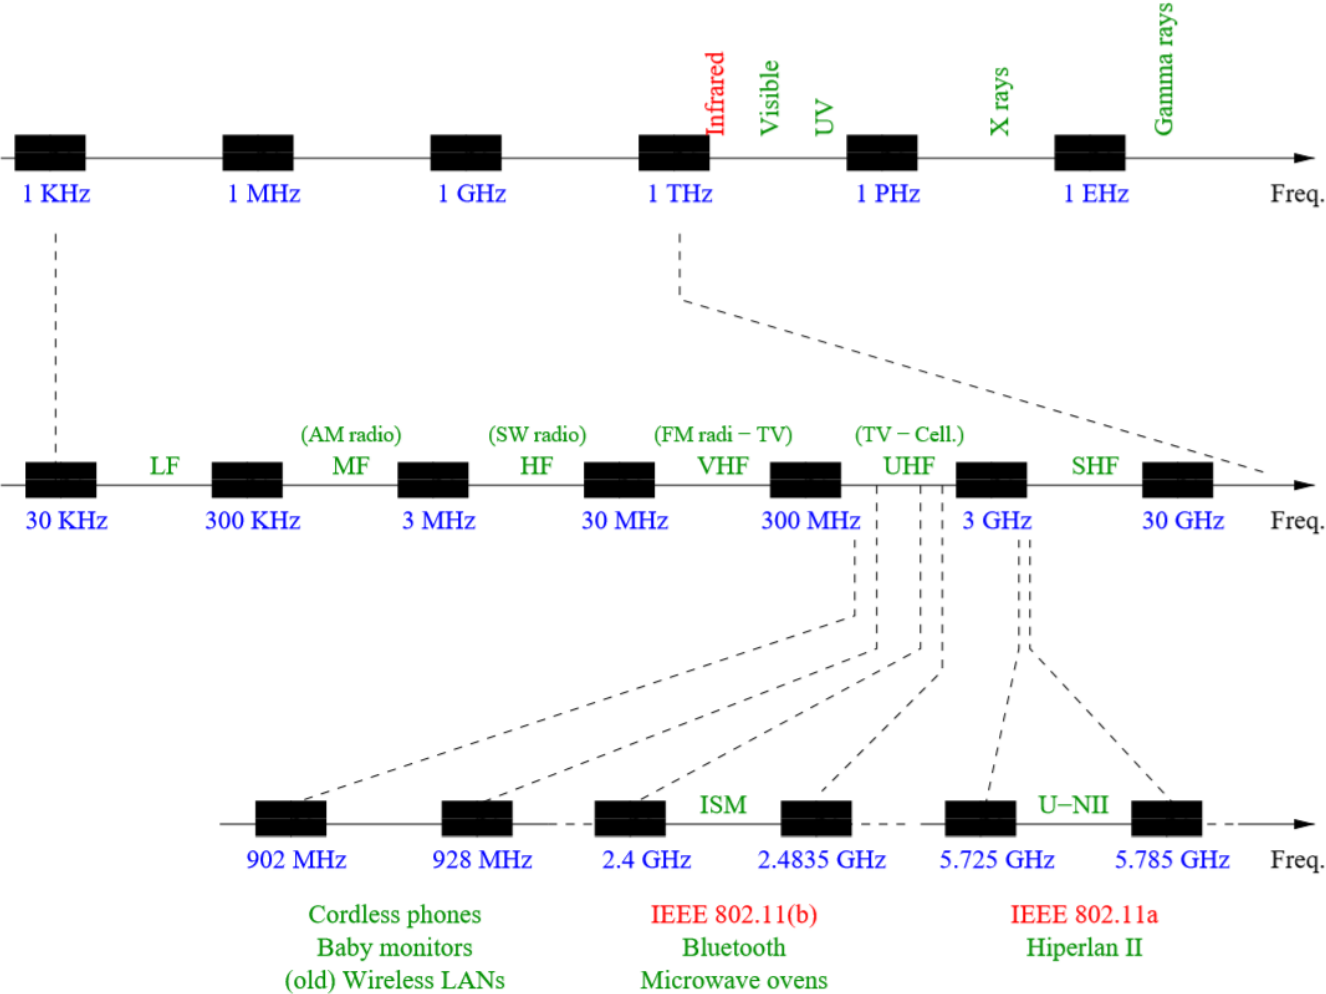 Infrared
Visible
UV
X rays
Gamma rays
1 KHz 1 MHz 1 GHz 1 THz 1 PHz 1 EHz Freq.
(AM radio) (SW radio) (FM radi − TV) (TV − Cell.)
LF MF HF VHF UHF SHF
30 KHz 300 KHz 3 MHz 30 MHz 300 MHz 3 GHz 30 GHz Freq.
ISM U−NII
902 MHz 928 MHz 2.4 GHz 2.4835 GHz 5.725 GHz 5.785 GHz Freq.
Cordless phones IEEE 802.11(b) IEEE 802.11a
Baby monitors Bluetooth Hiperlan II
(old) Wireless LANs Microwave ovens